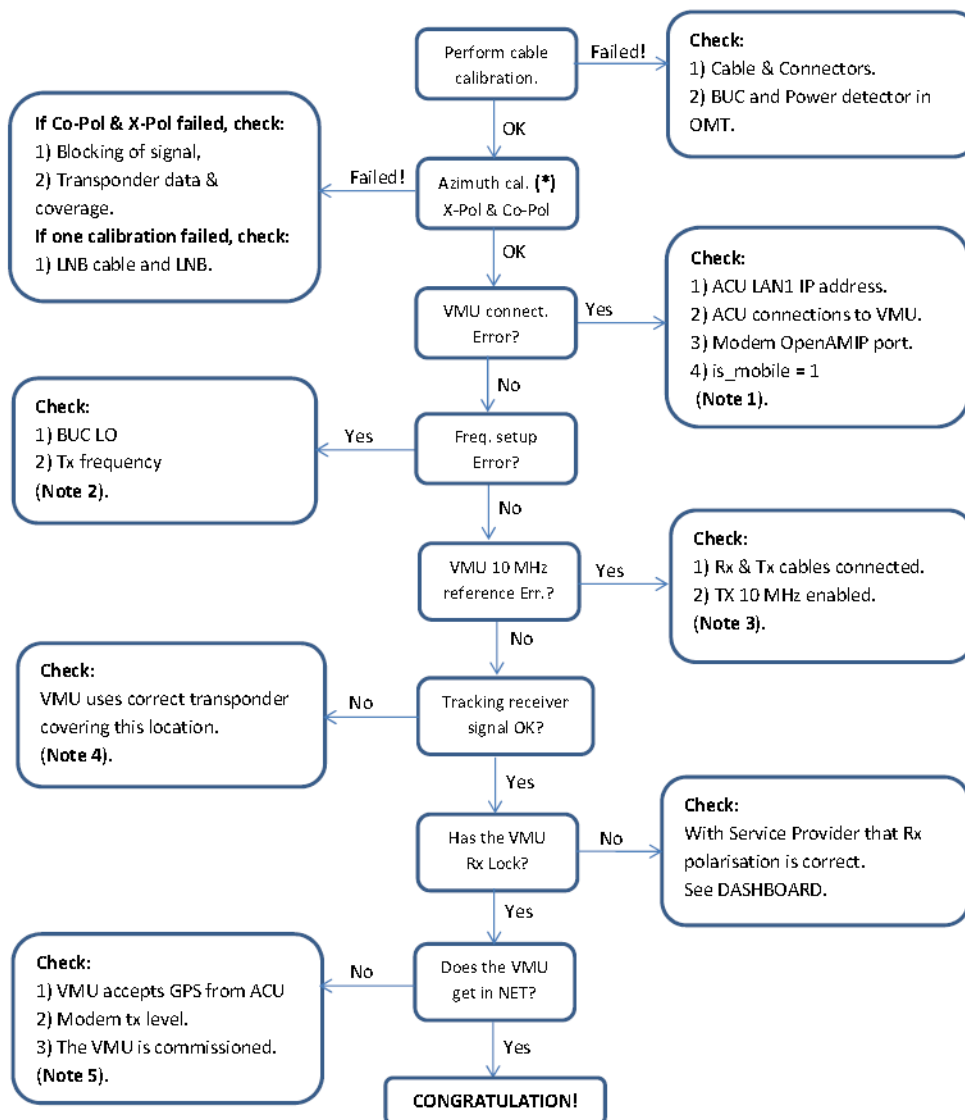 Perform cable
calibration.
Failed!
Check:
1) Cable & Connectors.
2) BUC and Power detector in
OMT.
OK
Azimuth cal. (*)
X-Pol & Co-Pol
Failed!
If Co-Pol & X-Pol failed, check:
1) Blocking of signal,
2) Transponder data &
coverage.
If one calibration failed, check:
1) LNB cable and LNB.
OK
VMU connect.
Error?
Yes
Check:
1) ACU LAN1 IP address.
2) ACU connections to VMU.
3) Modem OpenAMIP port.
4) is_mobile = 1
(Note 1).
No
Freq. setup
Error?
Yes
Check:
1) BUC LO
2) Tx frequency
(Note 2).
No
VMU 10 MHz
reference Err.?
Yes
Check:
1) Rx & Tx cables connected.
2) TX 10 MHz enabled.
(Note 3).
No
Tracking receiver
signal OK?
No
Check:
VMU uses correct transponder
covering this location.
(Note 4).
Yes
Has the VMU
Rx Lock?
No
Check:
With Service Provider that Rx
polarisation is correct.
See DASHBOARD.
Yes
Does the VMU
get in NET?
No
Check:
1) VMU accepts GPS from ACU
2) Modem tx level.
3) The VMU is commissioned.
(Note 5).
Yes
CONGRATULATION!